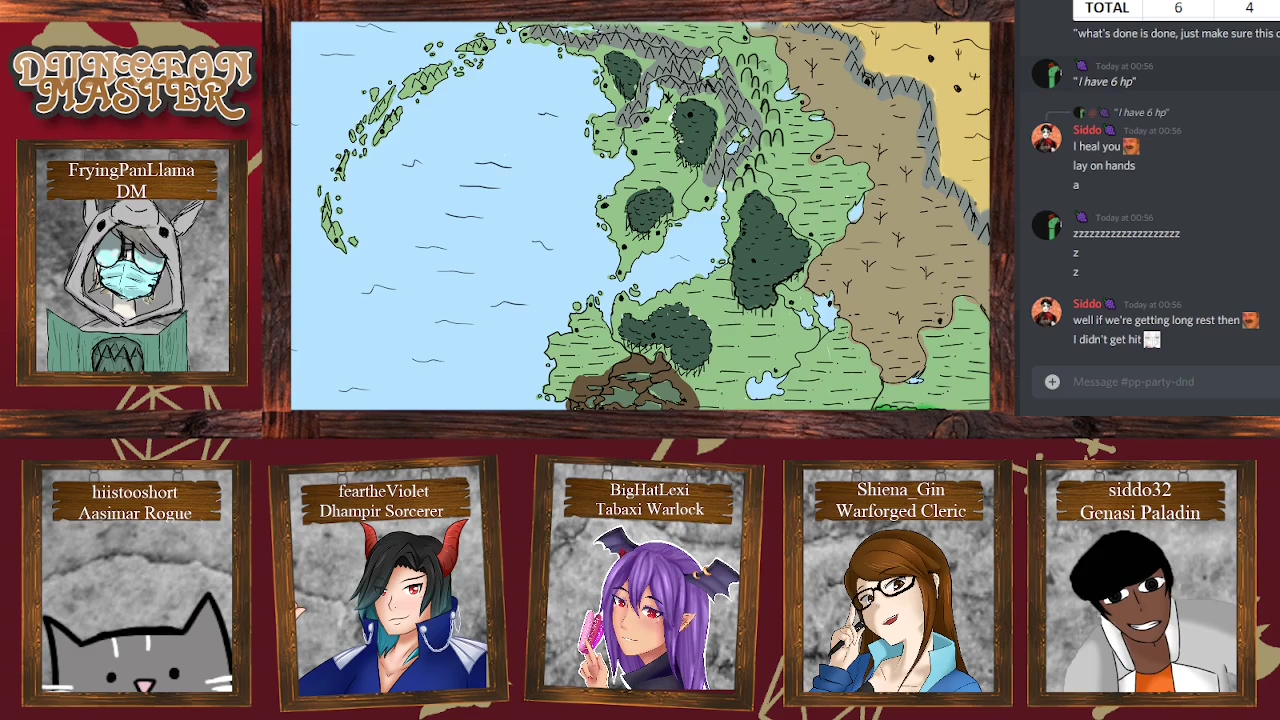 DUNGEON
MASTER
FryingPanLlama
DM
TOTAL 6 4
"what's done is done, just make sure this
Today at 00:56
"I have 6 hp"
"I have 6 hp"
Siddo Today at 00:56
I heal you
lay on hands
a
Today at 00:56
zzzzzzzzzzzzzzzzzzzz
z
z
Siddo Today at 00:56
well if we're getting long rest then
I didn't get hit
Message #pp-party-dnd
hiistooshort
Aasimar Rogue
feartheViolet
Dhampir Sorcerer
BigHatLexi
Tabaxi Warlock
Shiena_Gin
Warforged Cleric
siddo32
Genasi Paladin